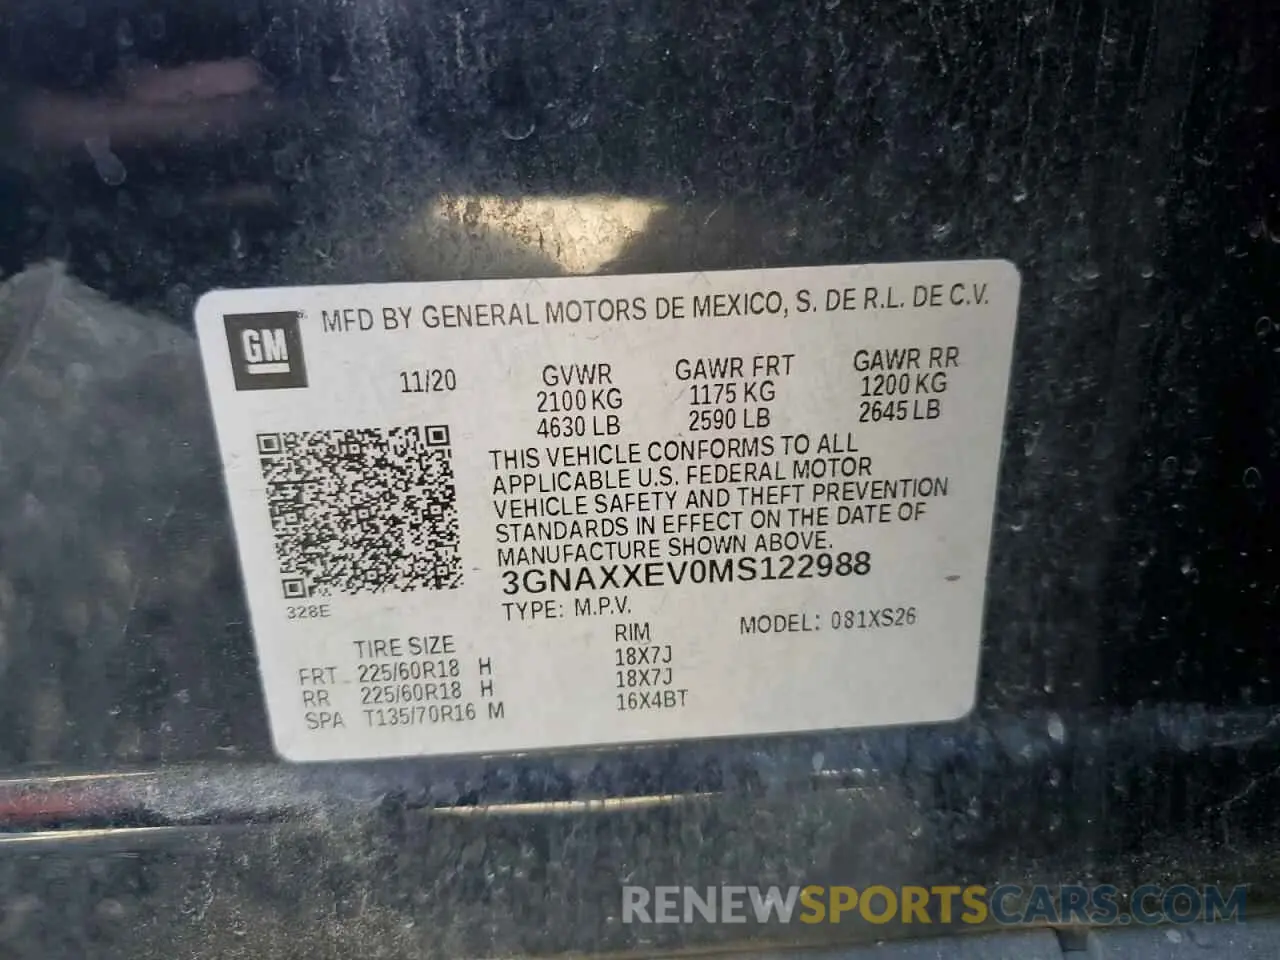 GM
MFD BY GENERAL MOTORS DE MEXICO, S. DE R.L. DE C.V.
11/20
GVWR GAWR FRT GAWR RR
2100 KG 1175 KG 1200 KG
4630 LB 2590 LB 2645 LB
THIS VEHICLE CONFORMS TO ALL
APPLICABLE U.S. FEDERAL MOTOR
VEHICLE SAFETY AND THEFT PREVENTION
STANDARDS IN EFFECT ON THE DATE OF
MANUFACTURE SHOWN ABOVE.
3GNAXXEV0MS122988
328E
TYPE: M.P.V. MODEL: 081XS26
TIRE SIZE RIM
FRT 225/60R18 H 18X7J
RR 225/60R18 H 18X7J
SPA T135/70R16 M 16X4BT
RENEWSPORTSCARS.COM